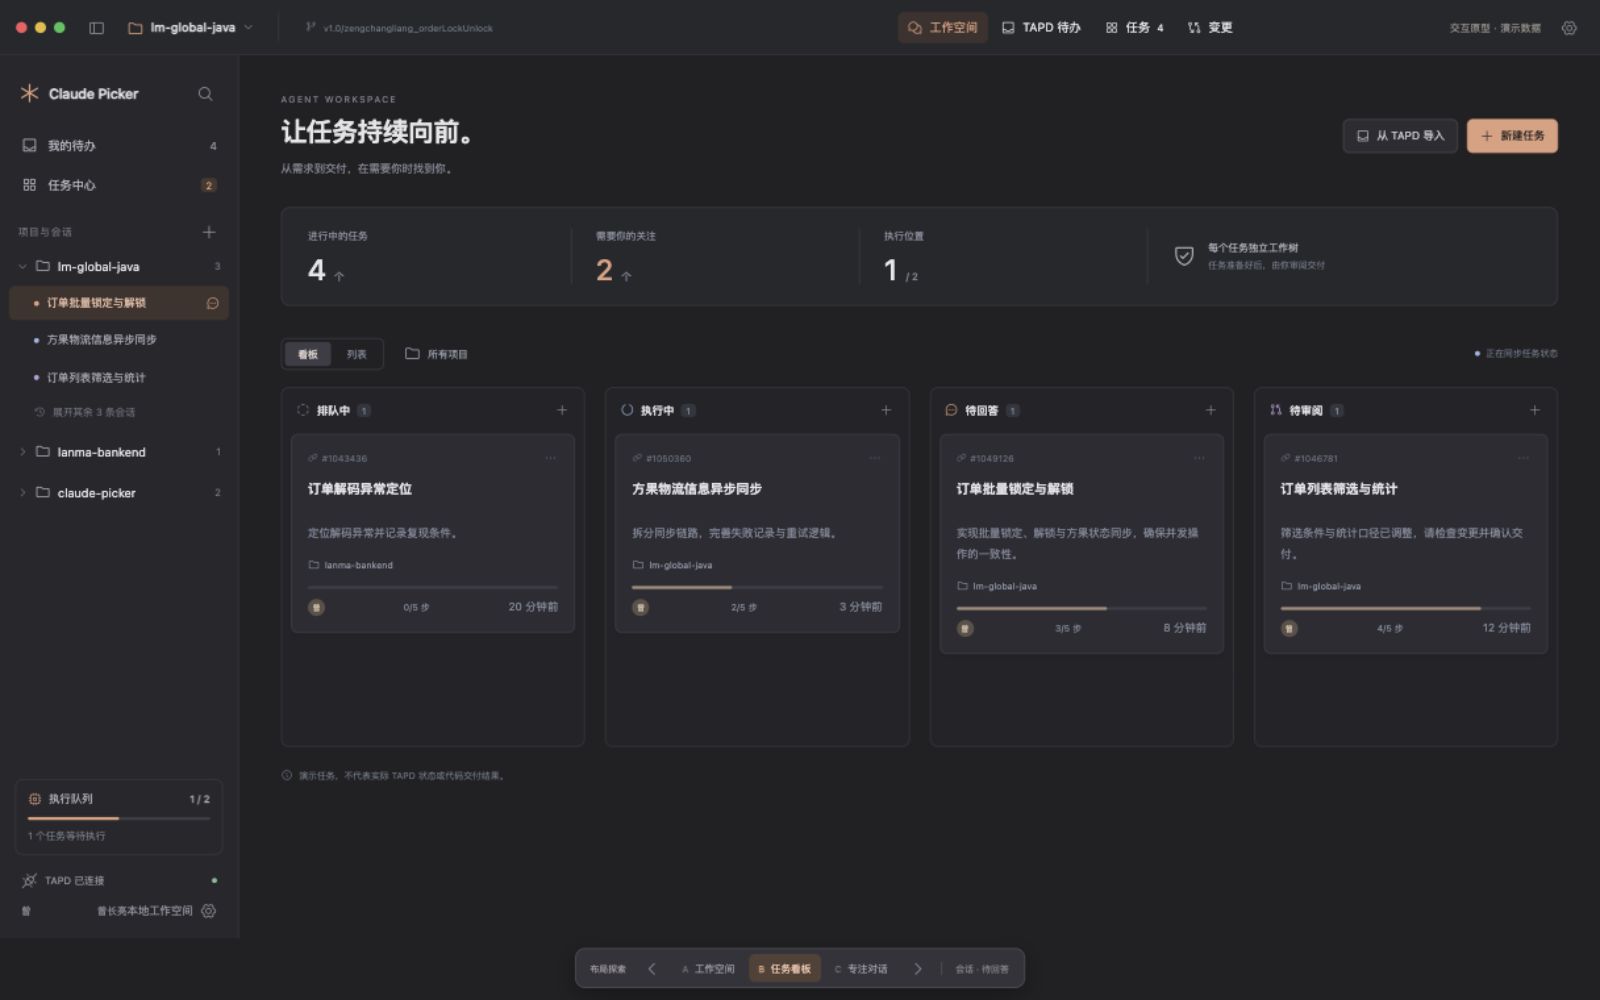 lm-global-java
v1.0/zengchangliang_orderLockUnlock
工作空间
TAPD 待办
任务 4
变更
交互原型 · 演示数据
Claude Picker
我的待办 4
任务中心 2
项目与会话
lm-global-java 3
订单批量锁定与解锁
方果物流信息异步同步
订单列表筛选与统计
展开其余 3 条会话
lanma-bankend 1
claude-picker 2
执行队列 1 / 2
1 个任务等待执行
TAPD 已连接
曾 曾长亮本地工作空间
AGENT WORKSPACE
让任务持续向前。
从需求到交付，在需要你时找到你。
从 TAPD 导入
新建任务
进行中的任务
4 个
需要你的关注
2 个
执行位置
1 / 2
每个任务独立工作树
任务准备好后，由你审阅交付
看板
列表
所有项目
正在同步任务状态
排队中 1
#1043436
订单解码异常定位
定位解码异常并记录复现条件。
lanma-bankend
曾 0/5 步 20 分钟前
执行中 1
#1050360
方果物流信息异步同步
拆分同步链路，完善失败记录与重试逻辑。
lm-global-java
曾 2/5 步 3 分钟前
待回答 1
#1049126
订单批量锁定与解锁
实现批量锁定、解锁与方果状态同步，确保并发操
作的一致性。
lm-global-java
曾 3/5 步 8 分钟前
待审阅 1
#1046781
订单列表筛选与统计
筛选条件与统计口径已调整，请检查变更并确认交
付。
lm-global-java
曾 4/5 步 12 分钟前
演示任务，不代表实际 TAPD 状态或代码交付结果。
布局探索
A 工作空间
B 任务看板
C 专注对话
会话 · 待回答